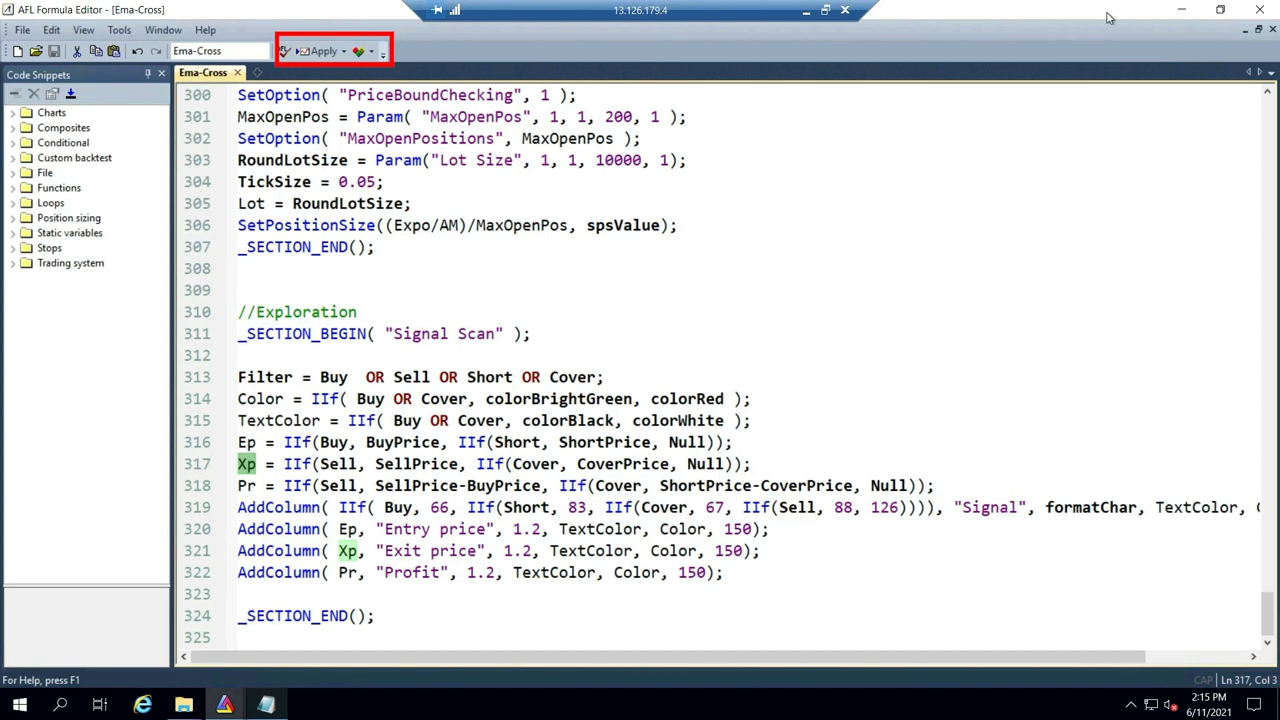 AFL Formula Editor - [Ema-Cross]
13.126.179.4
File Edit View Tools Window Help
Ema-Cross
Apply
Code Snippets
Ema-Cross
Charts
Composites
Conditional
Custom backtest
File
Functions
Loops
Position sizing
Static variables
Stops
Trading system
300 SetOption( "PriceBoundChecking", 1 );
301 MaxOpenPos = Param( "MaxOpenPos", 1, 1, 200, 1 );
302 SetOption( "MaxOpenPositions", MaxOpenPos );
303 RoundLotSize = Param("Lot Size", 1, 1, 10000, 1);
304 TickSize = 0.05;
305 Lot = RoundLotSize;
306 SetPositionSize((Expo/AM)/MaxOpenPos, spsValue);
307 _SECTION_END();
308
309
310 //Exploration
311 _SECTION_BEGIN( "Signal Scan" );
312
313 Filter = Buy  OR Sell OR Short OR Cover;
314 Color = IIf( Buy OR Cover, colorBrightGreen, colorRed );
315 TextColor = IIf( Buy OR Cover, colorBlack, colorWhite );
316 Ep = IIf(Buy, BuyPrice, IIf(Short, ShortPrice, Null));
317 Xp = IIf(Sell, SellPrice, IIf(Cover, CoverPrice, Null));
318 Pr = IIf(Sell, SellPrice-BuyPrice, IIf(Cover, ShortPrice-CoverPrice, Null));
319 AddColumn( IIf( Buy, 66, IIf(Short, 83, IIf(Cover, 67, IIf(Sell, 88, 126)))), "Signal", formatChar, TextColor, C
320 AddColumn( Ep, "Entry price", 1.2, TextColor, Color, 150);
321 AddColumn( Xp, "Exit price", 1.2, TextColor, Color, 150);
322 AddColumn( Pr, "Profit", 1.2, TextColor, Color, 150);
323
324 _SECTION_END();
325
For Help, press F1
CAP
Ln 317, Col 3
2:15 PM
6/11/2021